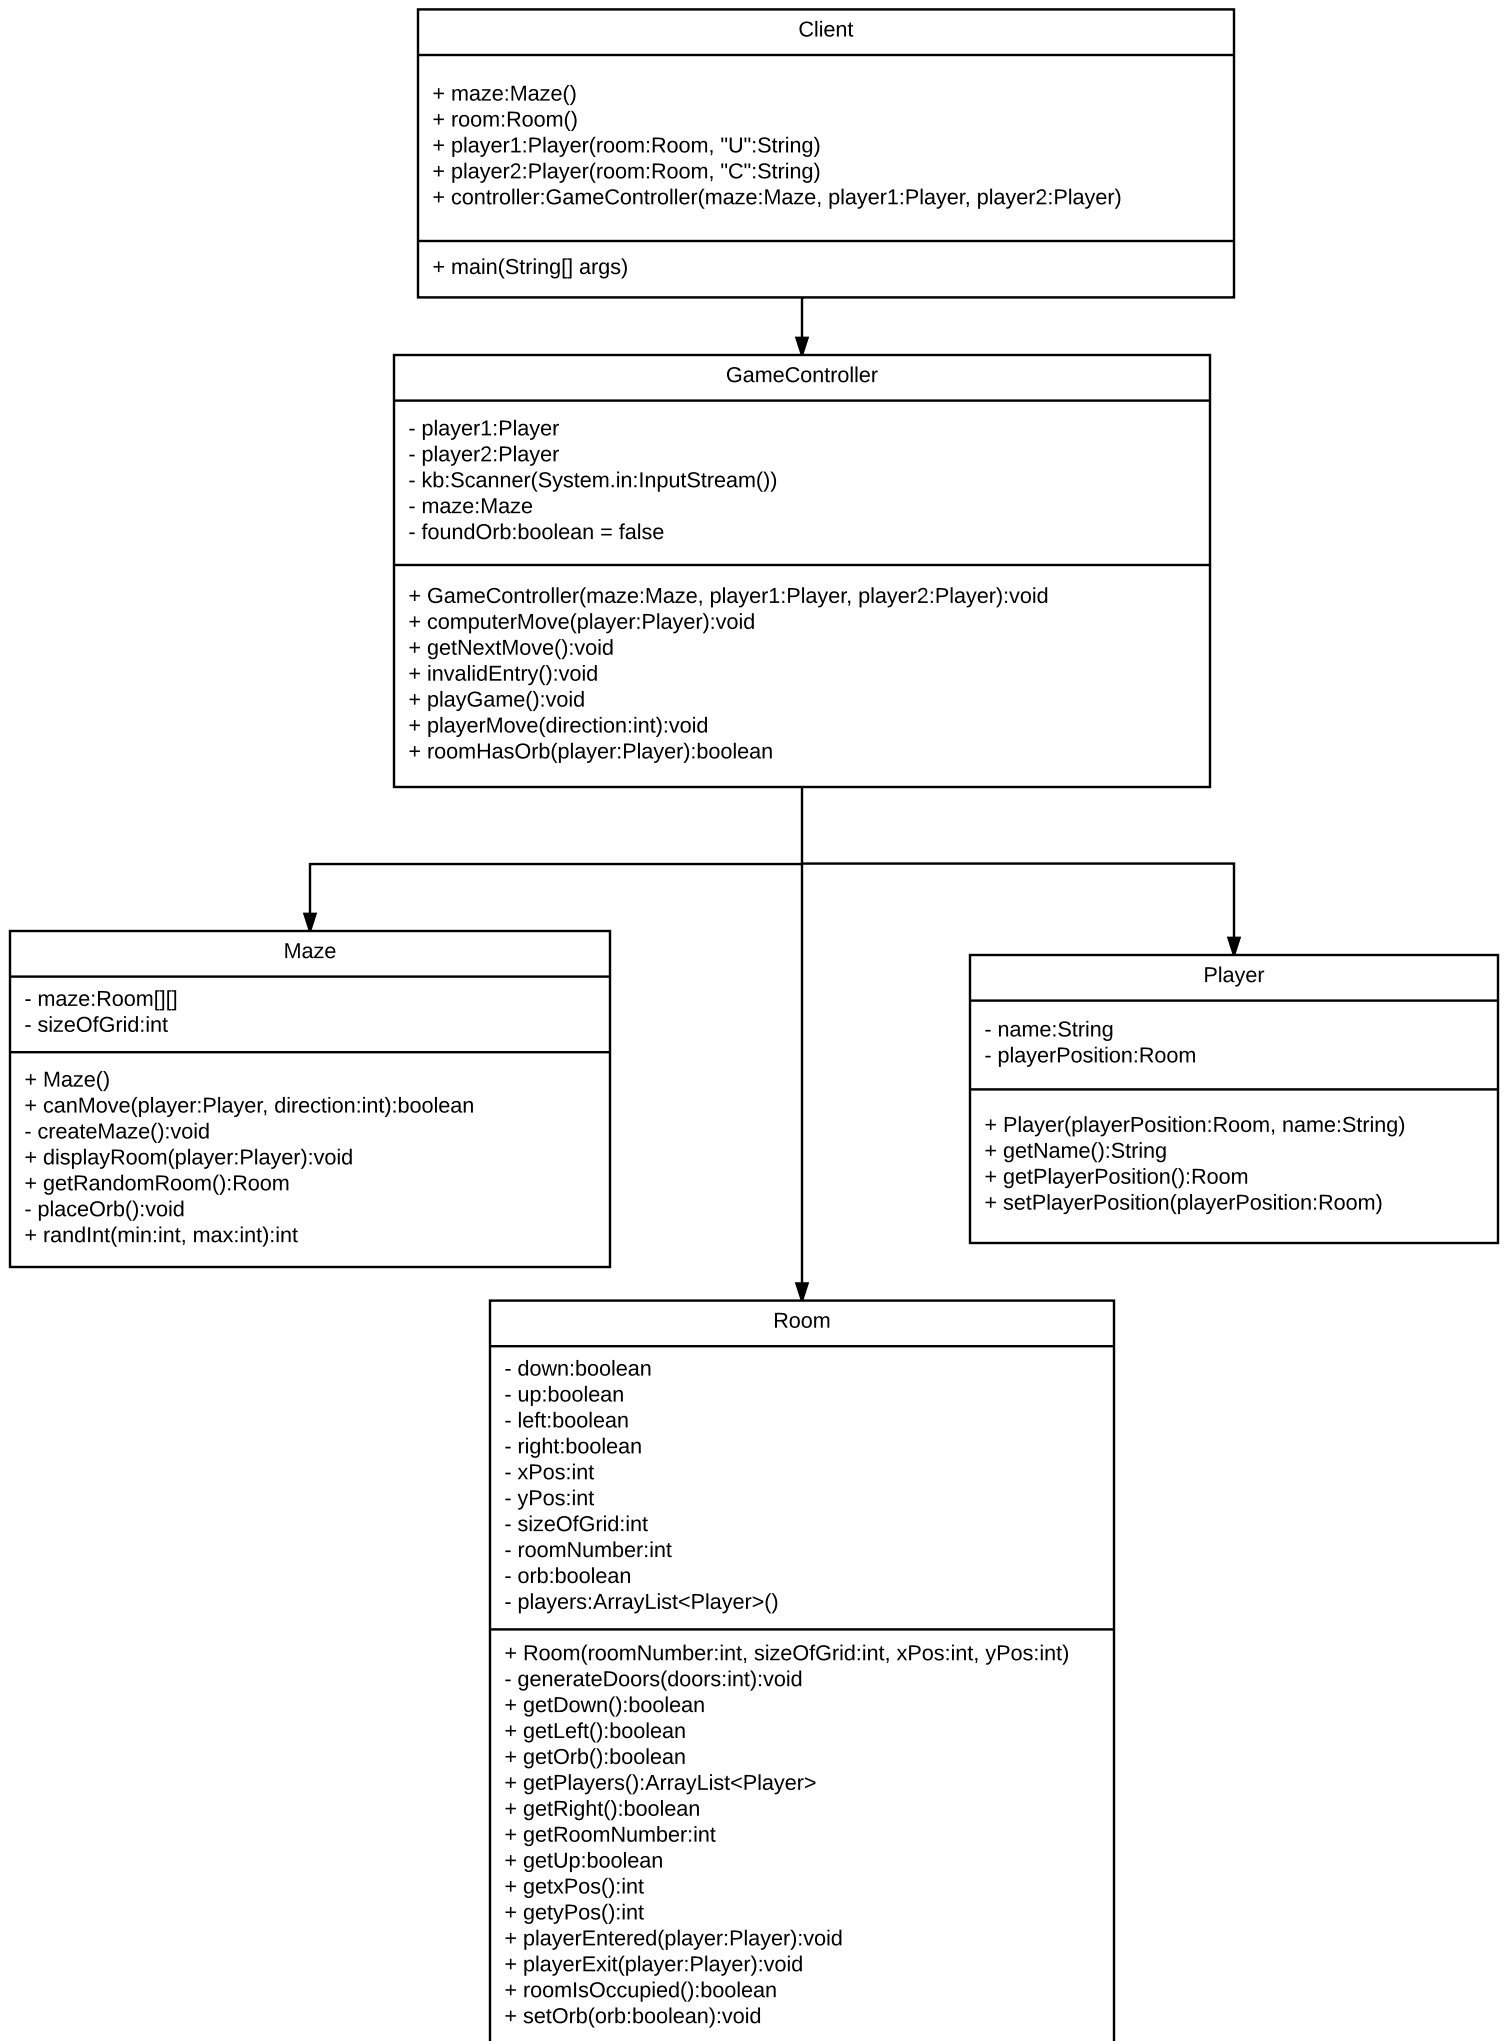 Client
+ maze:Maze()
+ room:Room()
+ player1:Player(room:Room, "U":String)
+ player2:Player(room:Room, "C":String)
+ controller:GameController(maze:Maze, player1:Player, player2:Player)
+ main(String[] args)
GameController
- player1:Player
- player2:Player
- kb:Scanner(System.in:InputStream())
- maze:Maze
- foundOrb:boolean = false
+ GameController(maze:Maze, player1:Player, player2:Player):void
+ computerMove(player:Player):void
+ getNextMove():void
+ invalidEntry():void
+ playGame():void
+ playerMove(direction:int):void
+ roomHasOrb(player:Player):boolean
Maze
- maze:Room[][]
- sizeOfGrid:int
+ Maze()
+ canMove(player:Player, direction:int):boolean
- createMaze():void
+ displayRoom(player:Player):void
+ getRandomRoom():Room
- placeOrb():void
+ randInt(min:int, max:int):int
Player
- name:String
- playerPosition:Room
+ Player(playerPosition:Room, name:String)
+ getName():String
+ getPlayerPosition():Room
+ setPlayerPosition(playerPosition:Room)
Room
- down:boolean
- up:boolean
- left:boolean
- right:boolean
- xPos:int
- yPos:int
- sizeOfGrid:int
- roomNumber:int
- orb:boolean
- players:ArrayList<Player>()
+ Room(roomNumber:int, sizeOfGrid:int, xPos:int, yPos:int)
- generateDoors(doors:int):void
+ getDown():boolean
+ getLeft():boolean
+ getOrb():boolean
+ getPlayers():ArrayList<Player>
+ getRight():boolean
+ getRoomNumber:int
+ getUp:boolean
+ getxPos():int
+ getyPos():int
+ playerEntered(player:Player):void
+ playerExit(player:Player):void
+ roomIsOccupied():boolean
+ setOrb(orb:boolean):void